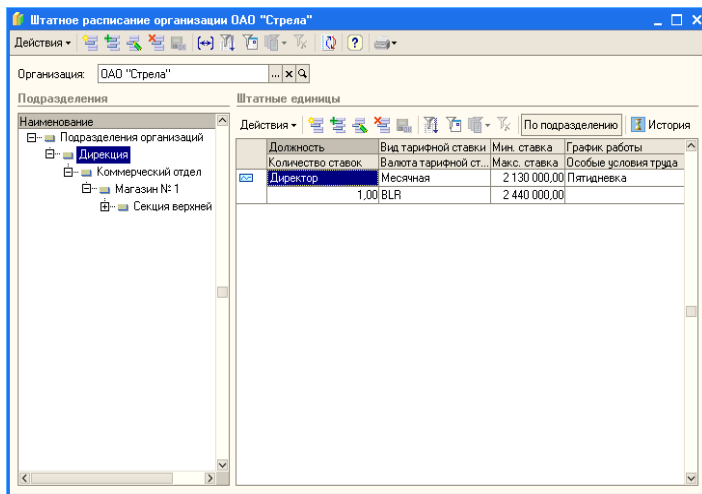 Штатное расписание организации ОАО "Стрела"
Действия
Организация: ОАО "Стрела"
Подразделения
Штатные единицы
Наименование
Подразделения организаций
Дирекция
Коммерческий отдел
Магазин № 1
Секция верхней
Действия По подразделению История
Должность Вид тарифной ставки Мин. ставка График работы
Количество ставок Валюта тарифной ст... Макс. ставка Особые условия труда
Директор Месячная 2 130 000,00 Пятидневка
1,00 BLR 2 440 000,00